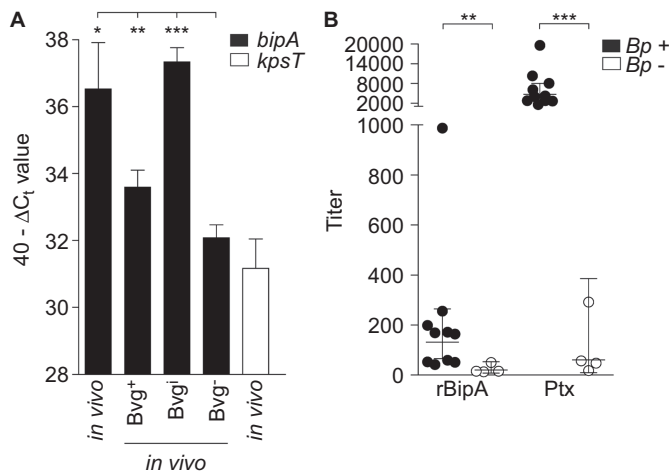 A
* ** ***
bipA
kpsT
40 - ΔCt value
38
36
34
32
30
28
in vivo
Bvg+
Bvgi
Bvg-
in vivo
in vivo
B
** ***
Bp +
Bp -
Titer
20000
14000
8000
2000
1000
800
600
400
200
0
rBipA Ptx